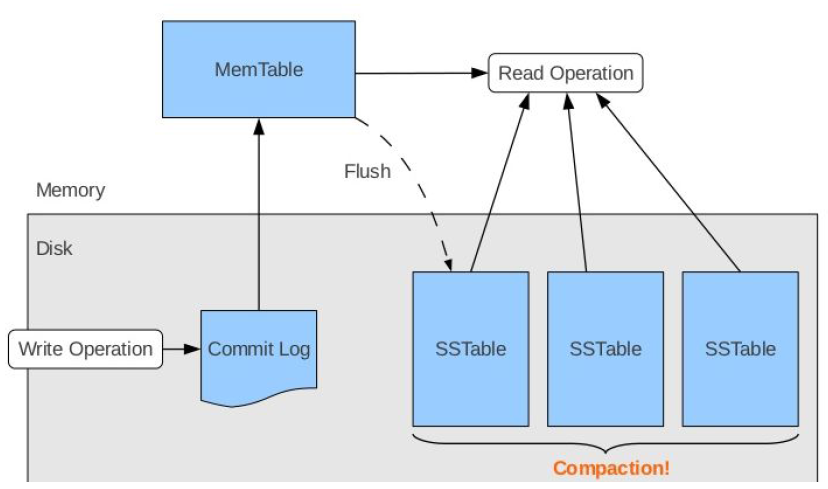 MemTable
Read Operation
Flush
Memory
Disk
Write Operation
Commit Log
SSTable
SSTable
SSTable
Compaction!